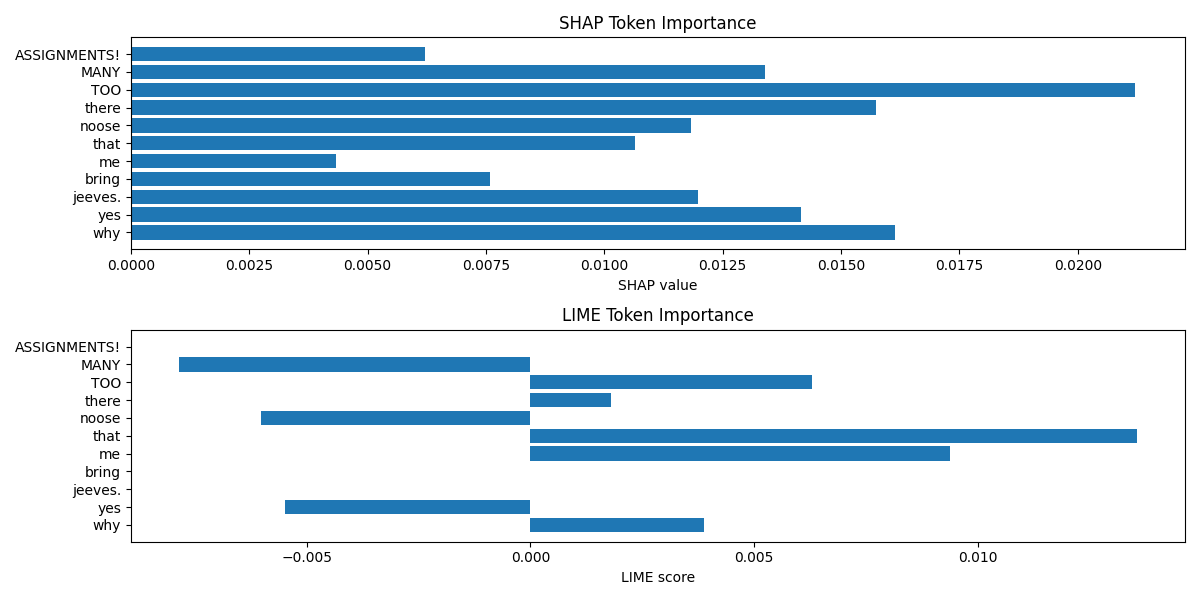 SHAP Token Importance
ASSIGNMENTS!
MANY
TOO
there
noose
that
me
bring
jeeves.
yes
why
0.0000 0.0025 0.0050 0.0075 0.0100 0.0125 0.0150 0.0175 0.0200
SHAP value
LIME Token Importance
ASSIGNMENTS!
MANY
TOO
there
noose
that
me
bring
jeeves.
yes
why
−0.005 0.000 0.005 0.010
LIME score